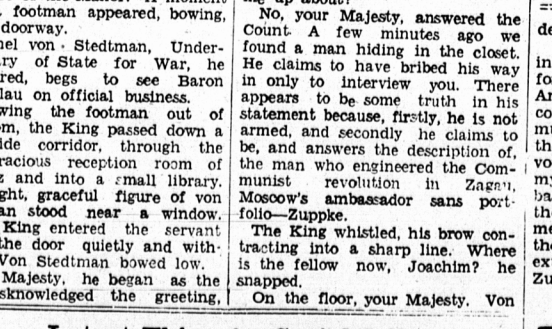 footman appeared, bowing,
doorway.
von Stedtman, Under-
of State for War, he
begs to see Baron
on official business.
the footman out of
the King passed down a
corridor, through the
reception room of
and into a small library.
graceful figure of von
stood near a window.
King entered the servant
the door quietly and with-
Von Stedtman bowed low.
Majesty, he began as the
the greeting,
No, your Majesty, answered the
Count. A few minutes ago we
found a man hiding in the closet.
He claims to have bribed his way
in only to interview you. There
appears to be some truth in his
statement because, firstly, he is not
armed, and secondly he claims to
be, and answers the description of,
the man who engineered the Com-
munist revolution in Zagan,
Moscow's ambassador sans port-
folio—Zuppke.
The King whistled, his brow con-
tracting into a sharp line. Where
is the fellow now, Joachim? he
snapped.
On the floor, your Majesty. Von